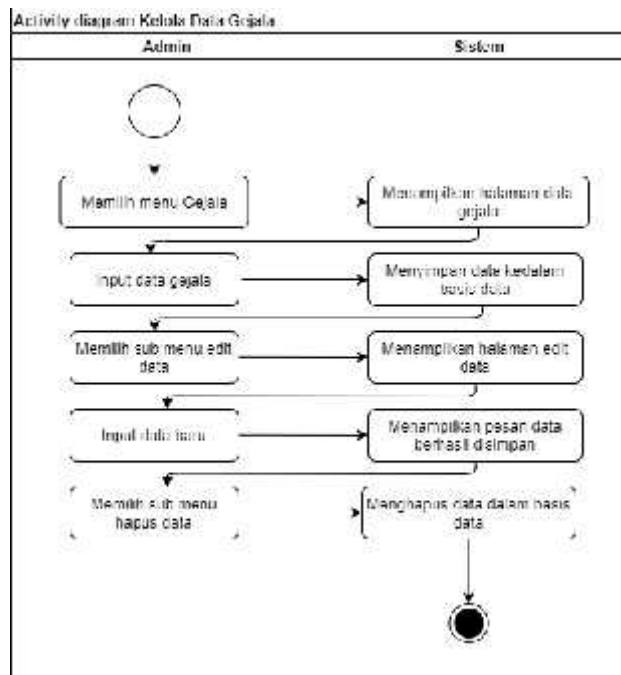 Activity diagram Kelola Data Gejala
Admin
Sistem
Memilih menu Gejala
Menampilkan halaman data
gejala
Input data gejala
Menyimpan data kedalam
basis data
Memilih sub menu edit
data
Menampilkan halaman edit
data
Input data baru
Menampilkan pesan data
berhasil disimpan
Memilih sub menu
hapus data
Menghapus data dalam basis
data